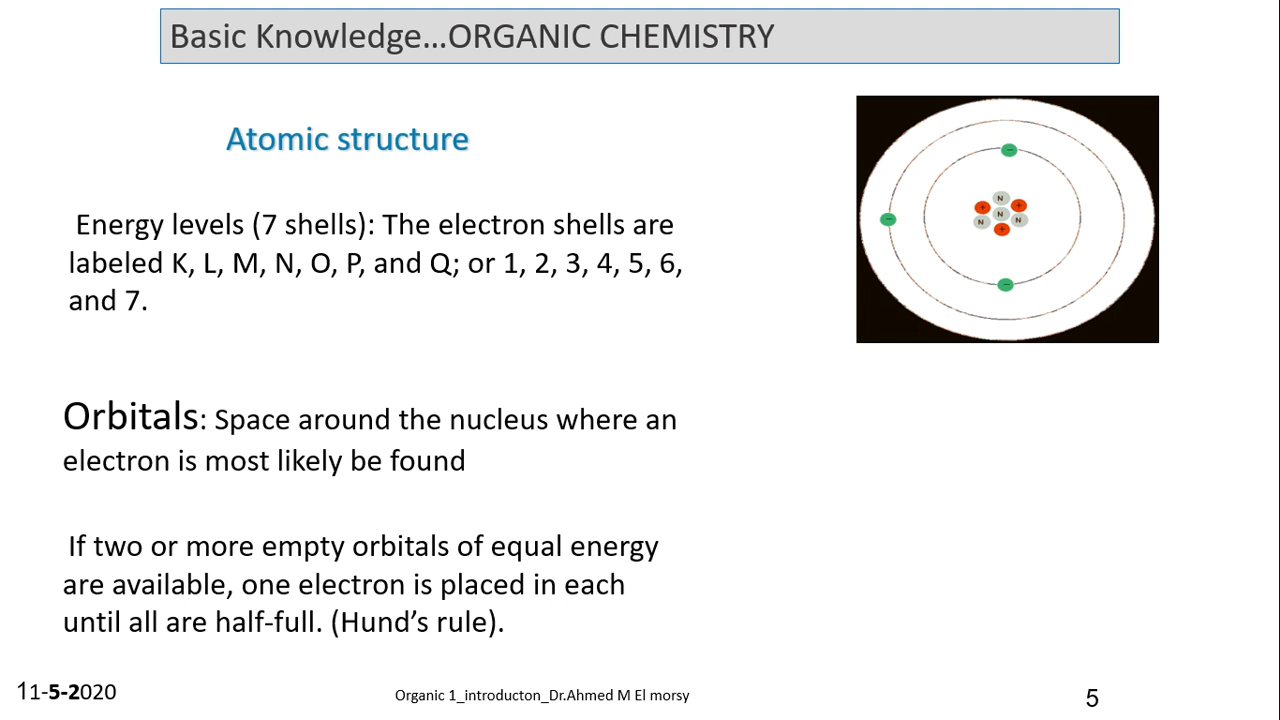 Basic Knowledge...ORGANIC CHEMISTRY
Atomic structure
Energy levels (7 shells): The electron shells are
labeled K, L, M, N, O, P, and Q; or 1, 2, 3, 4, 5, 6,
and 7.
Orbitals: Space around the nucleus where an
electron is most likely be found
If two or more empty orbitals of equal energy
are available, one electron is placed in each
until all are half-full. (Hund’s rule).
−
−
−
N
+
+
N
N
N
+
11-5-2020
Organic 1_introducton_Dr.Ahmed M El morsy
5